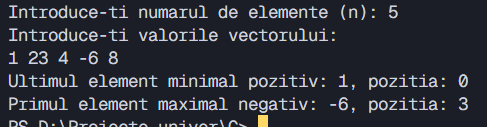 Introduce-ti numarul de elemente (n): 5
Introduce-ti valorile vectorului:
1 23 4 -6 8
Ultimul element minimal pozitiv: 1, pozitia: 0
Primul element maximal negativ: -6, pozitia: 3
PS D:\Proiecte univer\C>